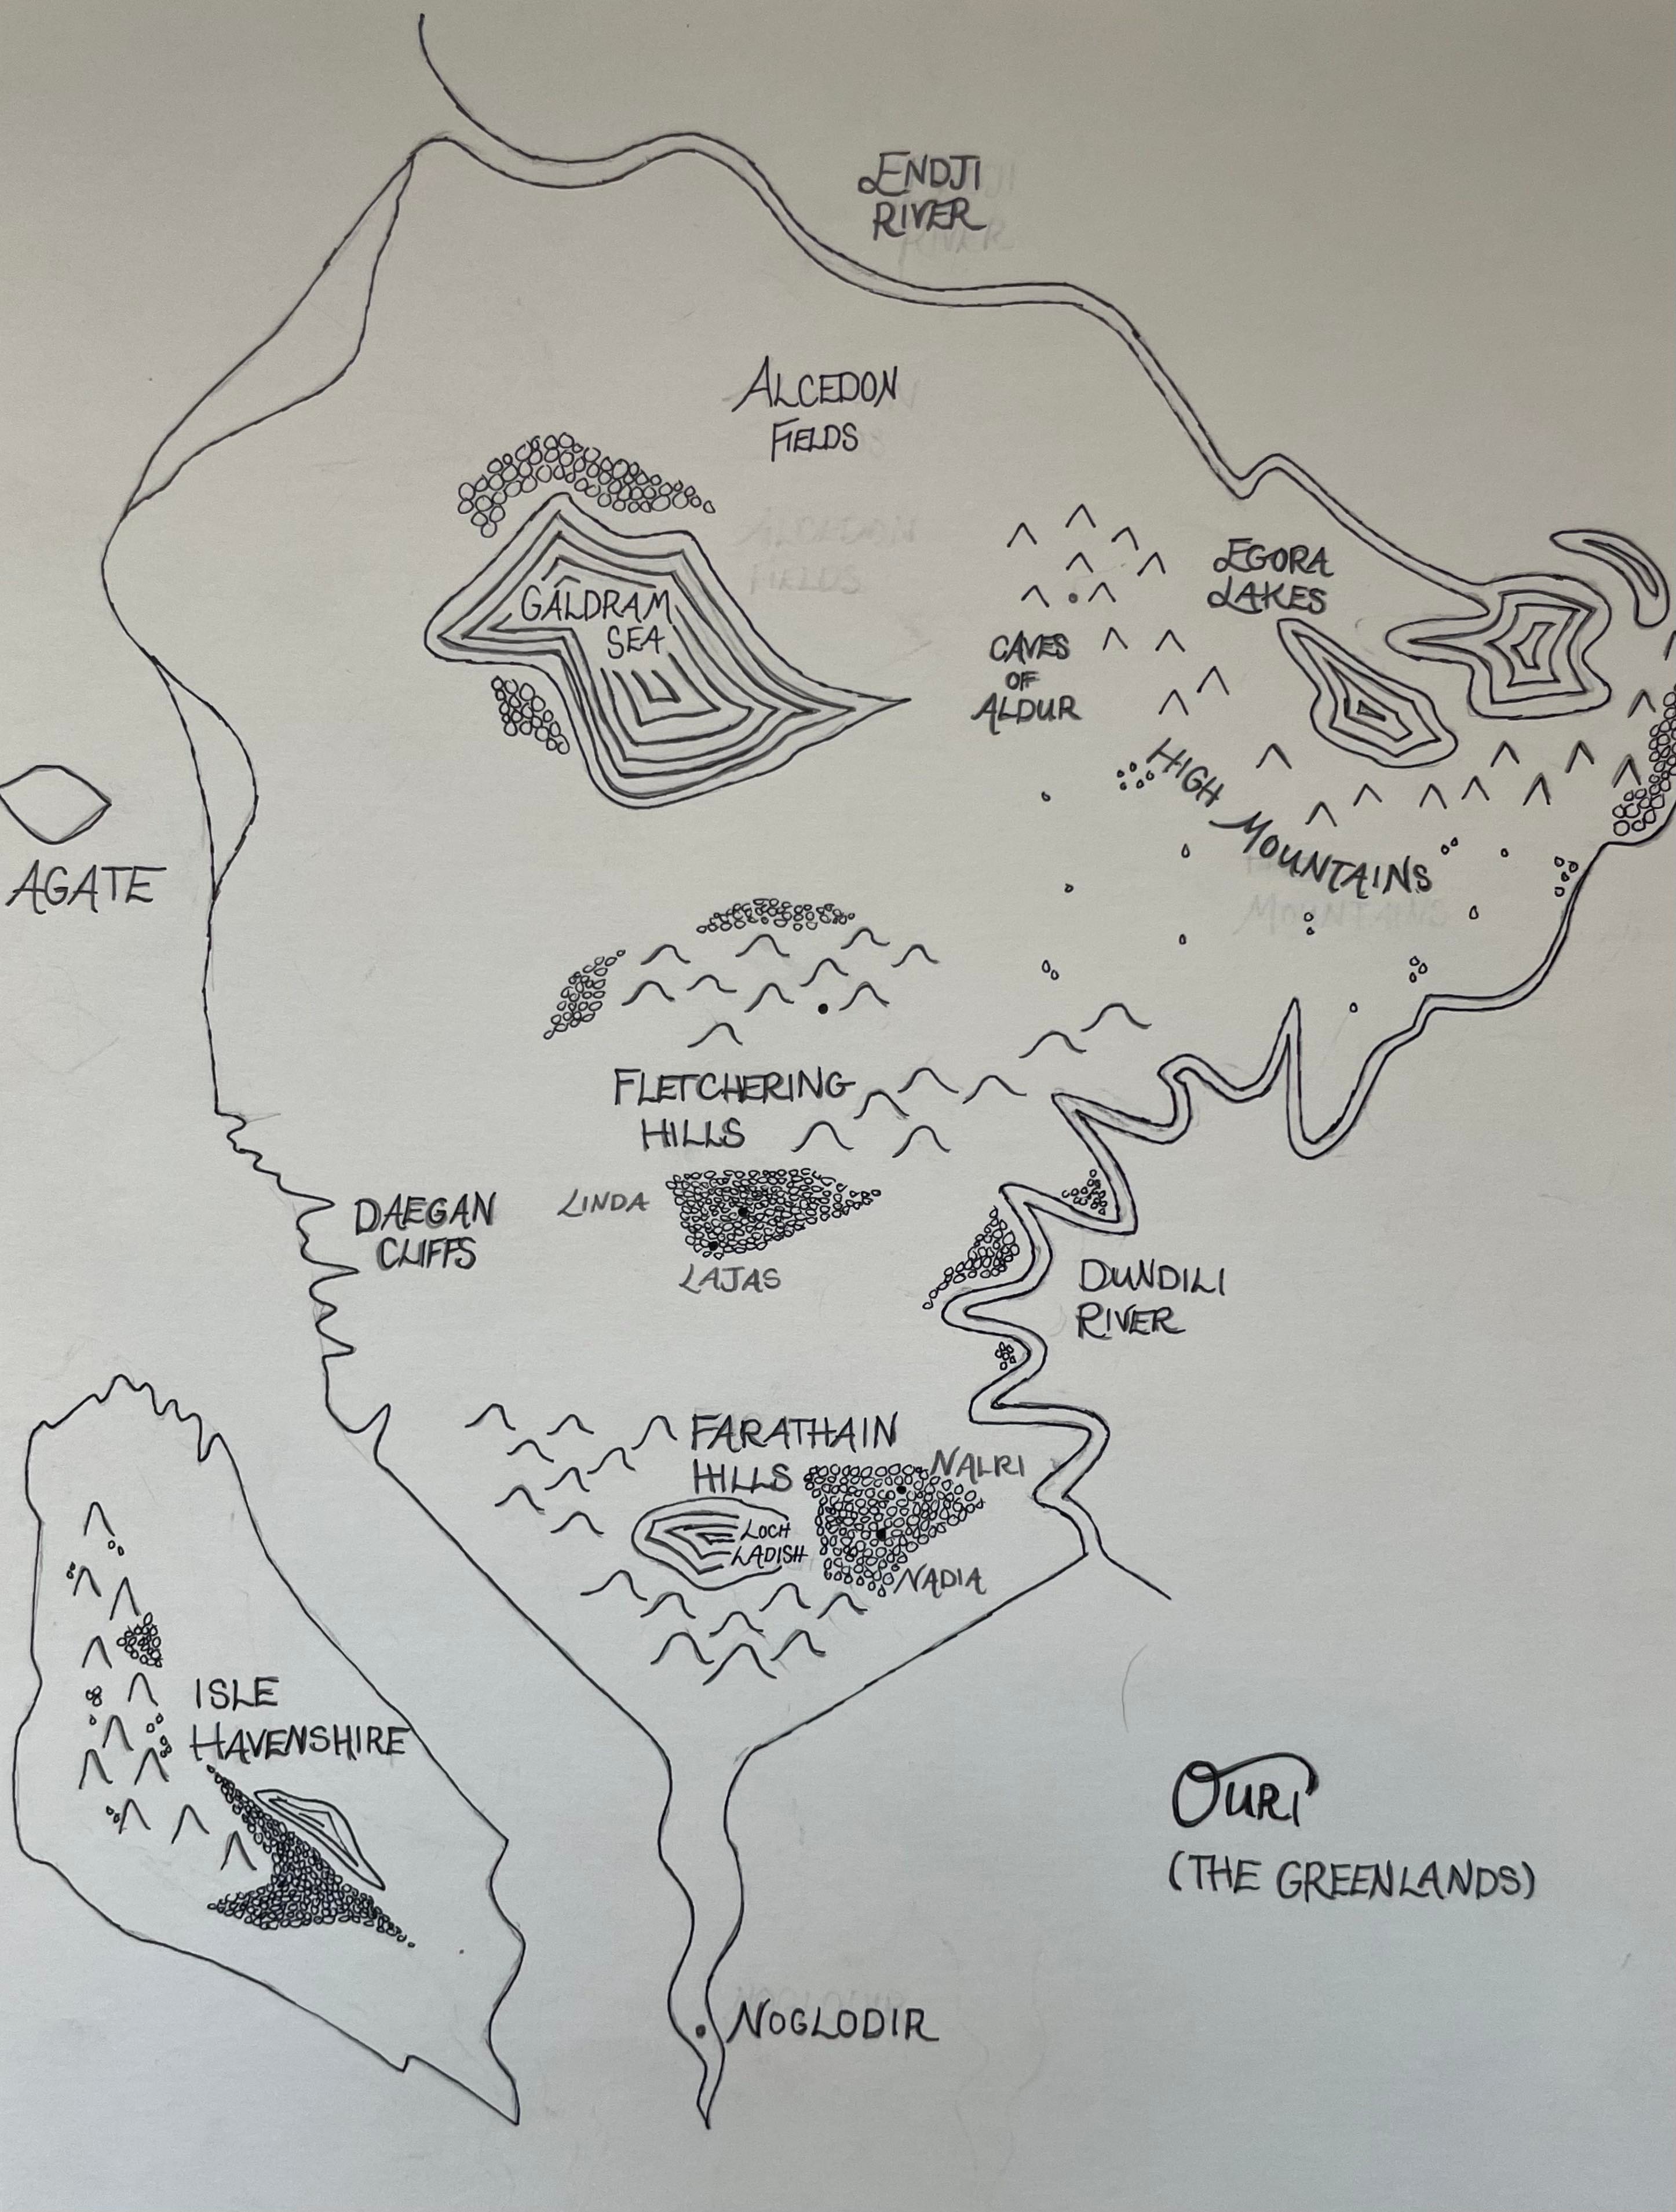 ENDJI
RIVER
ALCEDON
FIELDS
GALDRAM
SEA
EGORA
LAKES
CAVES
OF
ALDUR
HIGH MOUNTAINS
AGATE
FLETCHERING
HILLS
LINDA
LAJAS
DAEGAN
CLIFFS
DUNDILI
RIVER
FARATHAIN
HILLS
NALRI
LOCH
LADISH
NADIA
ISLE
HAVENSHIRE
OURI
(THE GREENLANDS)
NOGLODIR